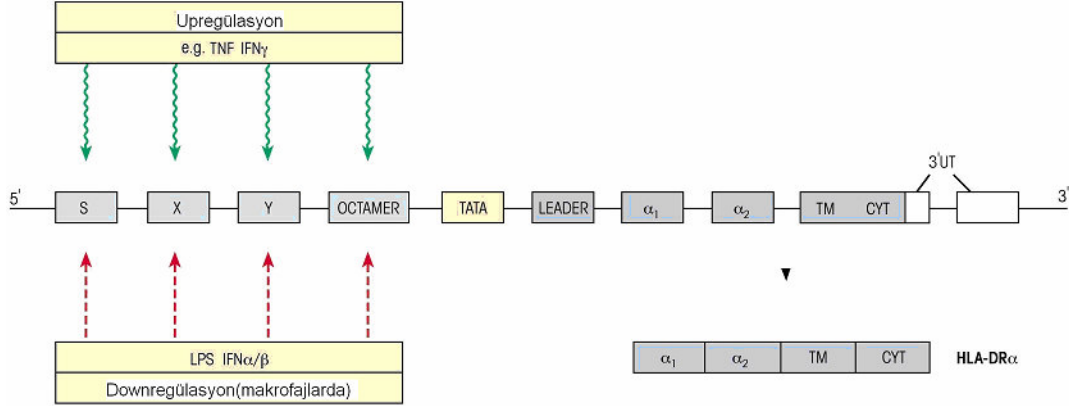 Upregülasyon
e.g. TNF IFNγ
3'UT
5' S X Y OCTAMER TATA LEADER α1 α2 TM CYT 3'
LPS IFNα/β
Downregülasyon(makrofajlarda)
α1 α2 TM CYT HLA-DRα